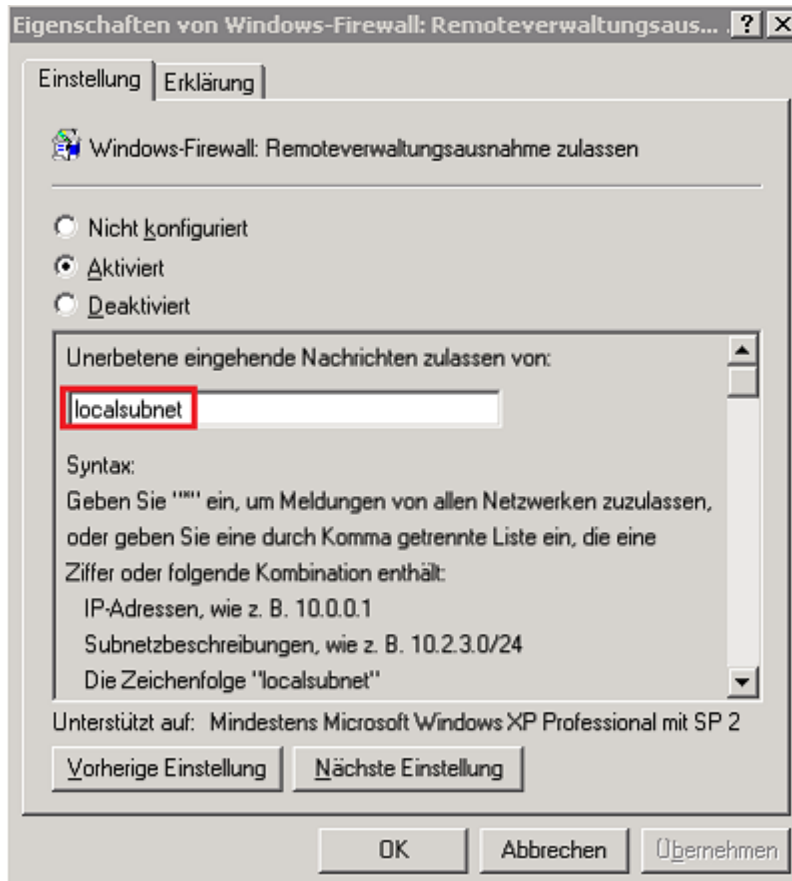 Eigenschaften von Windows-Firewall: Remoteverwaltungsaus... .
Einstellung Erklärung
Windows-Firewall: Remoteverwaltungsausnahme zulassen
Nicht konfiguriert
Aktiviert
Deaktiviert
Unerbetene eingehende Nachrichten zulassen von:
localsubnet
Syntax:
Geben Sie "*" ein, um Meldungen von allen Netzwerken zuzulassen,
oder geben Sie eine durch Komma getrennte Liste ein, die eine
Ziffer oder folgende Kombination enthält:
IP-Adressen, wie z. B. 10.0.0.1
Subnetzbeschreibungen, wie z. B. 10.2.3.0/24
Die Zeichenfolge "localsubnet"
Unterstützt auf: Mindestens Microsoft Windows XP Professional mit SP 2
Vorherige Einstellung Nächste Einstellung
OK Abbrechen Übernehmen